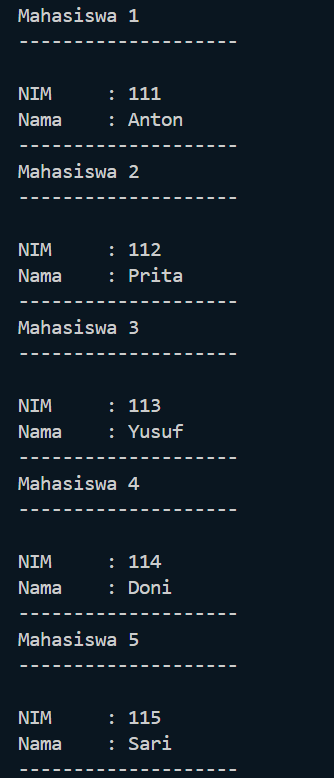 Mahasiswa 1
--------------------
NIM     : 111
Nama    : Anton
--------------------
Mahasiswa 2
--------------------
NIM     : 112
Nama    : Prita
--------------------
Mahasiswa 3
--------------------
NIM     : 113
Nama    : Yusuf
--------------------
Mahasiswa 4
--------------------
NIM     : 114
Nama    : Doni
--------------------
Mahasiswa 5
--------------------
NIM     : 115
Nama    : Sari
--------------------